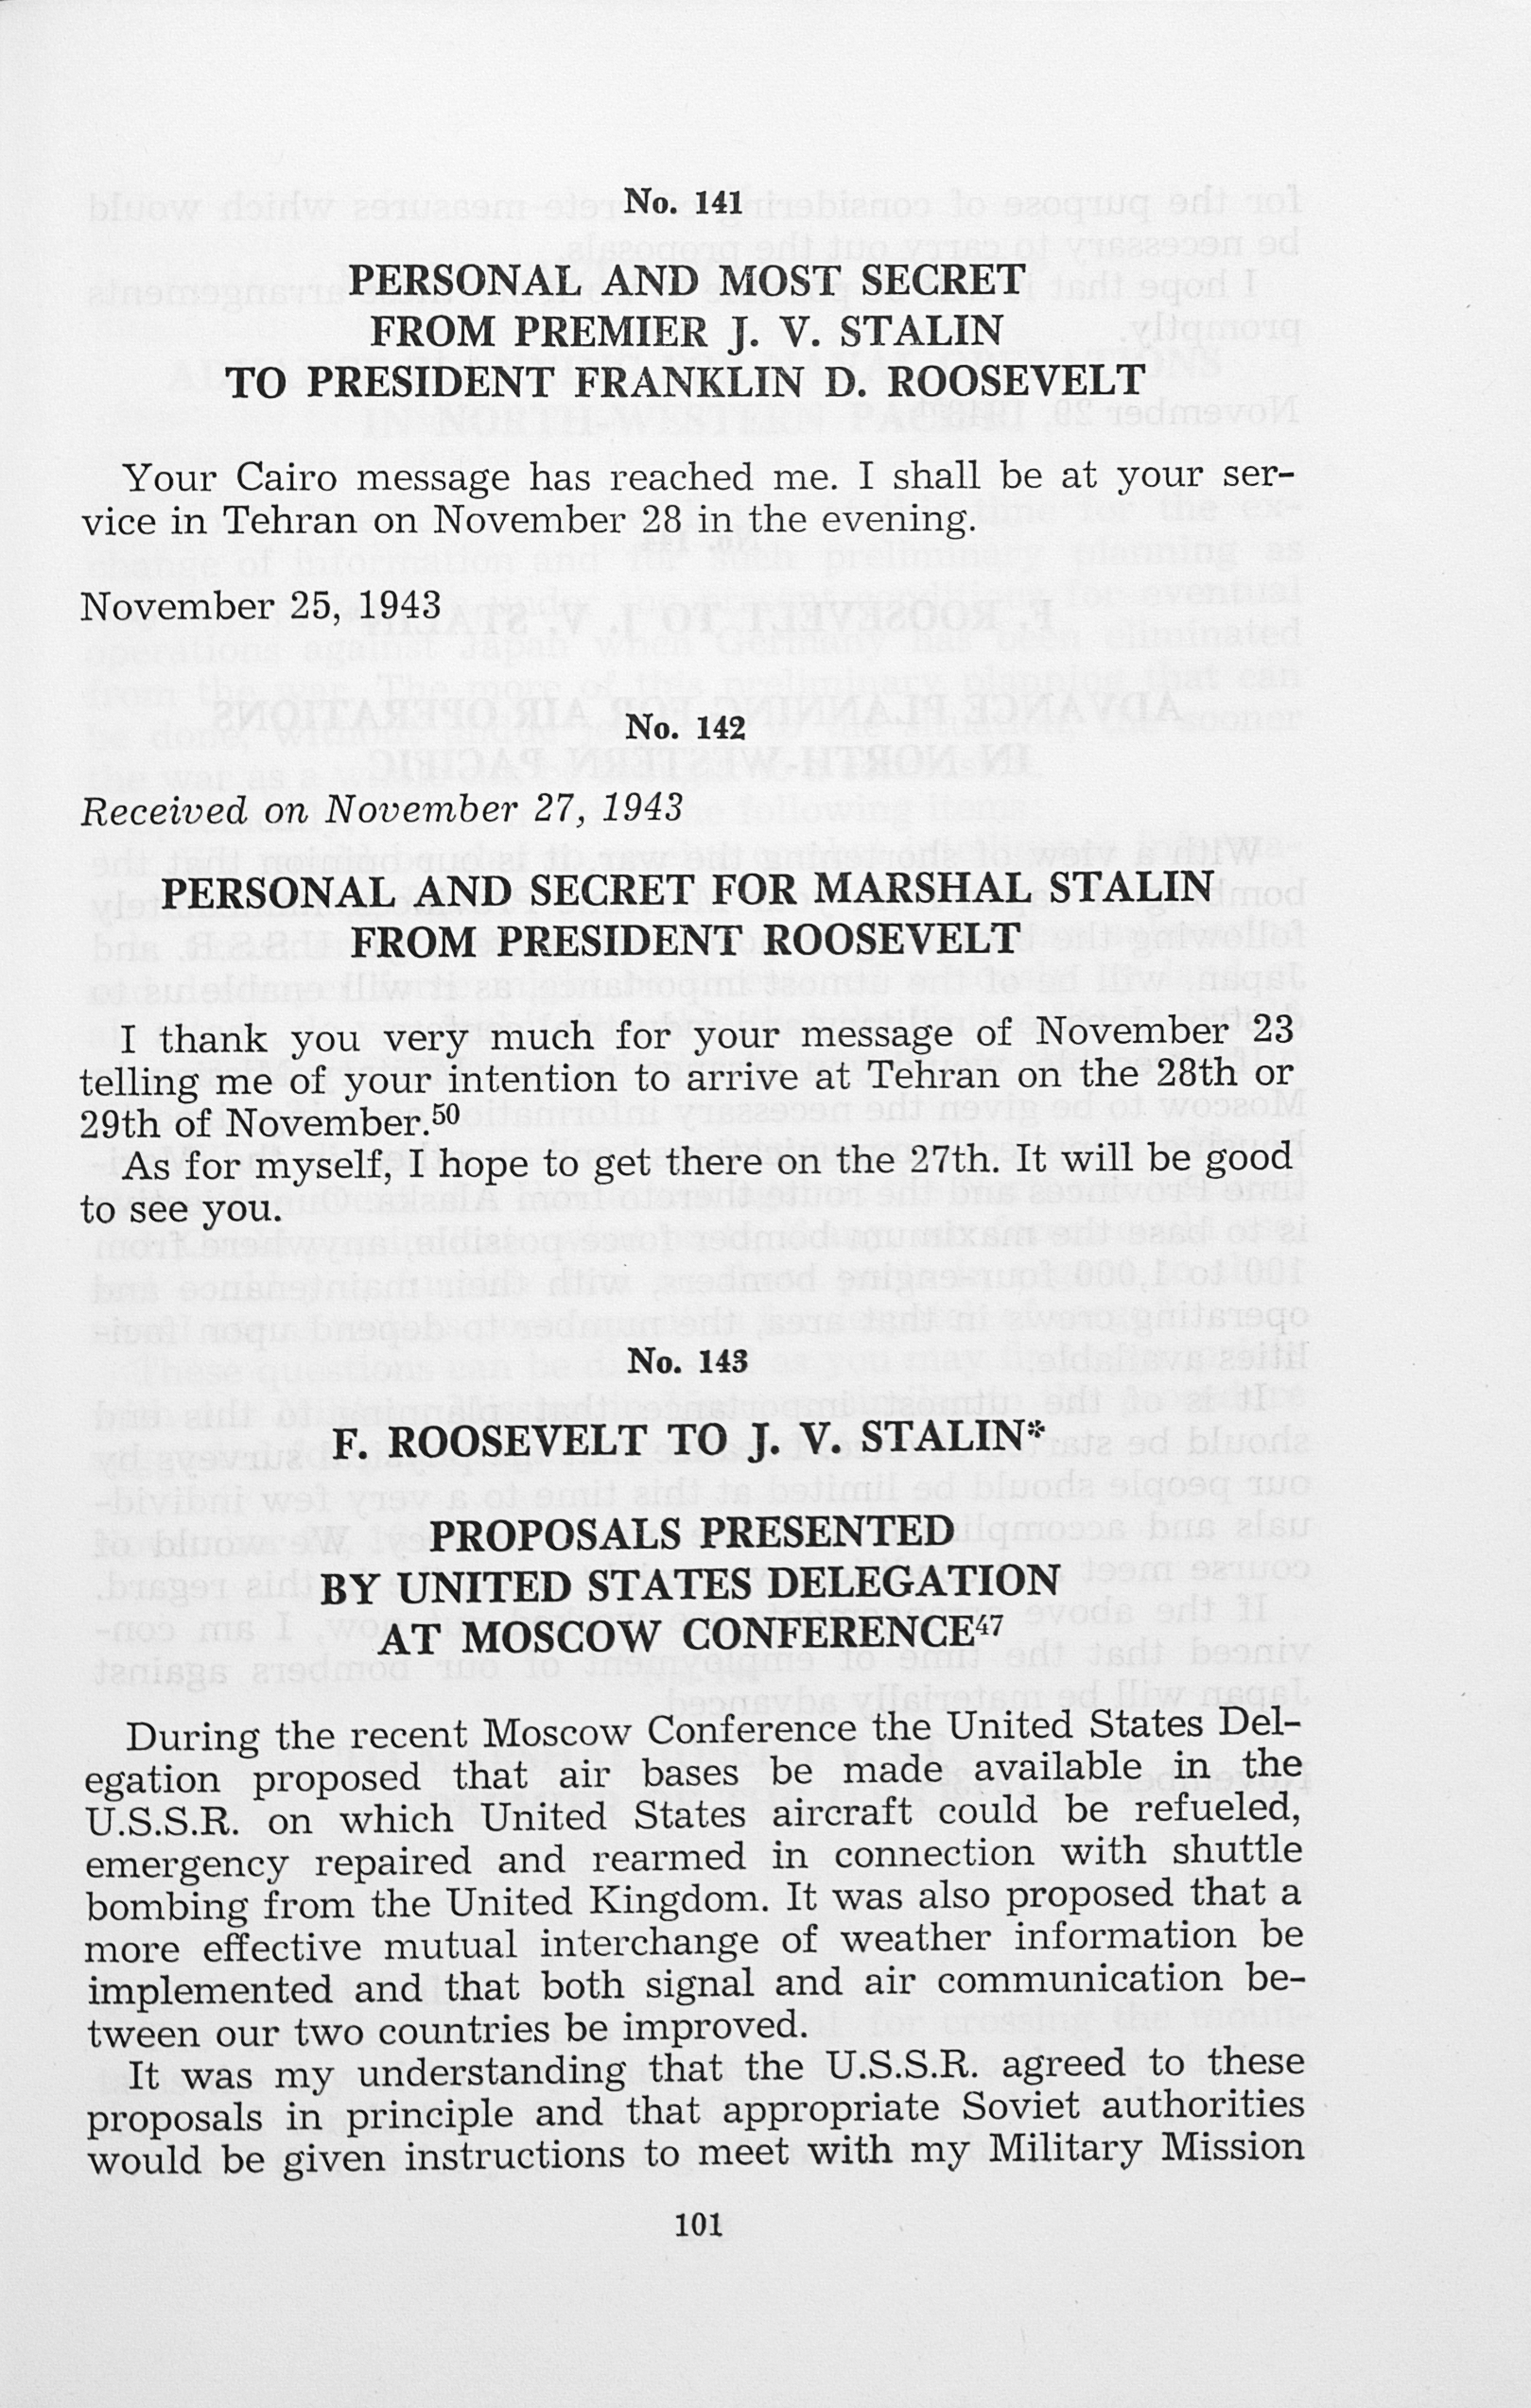 No. 141
PERSONAL AND MOST SECRET
FROM PREMIER J. V. STALIN
TO PRESIDENT FRANKLIN D. ROOSEVELT
Your Cairo message has reached me. I shall be at your ser-
vice in Tehran on November 28 in the evening.
November 25, 1943
No. 142
Received on November 27, 1943
PERSONAL AND SECRET FOR MARSHAL STALIN
FROM PRESIDENT ROOSEVELT
I thank you very much for your message of November 23
telling me of your intention to arrive at Tehran on the 28th or
29th of November.50
As for myself, I hope to get there on the 27th. It will be good
to see you.
No. 143
F. ROOSEVELT TO J. V. STALIN*
PROPOSALS PRESENTED
BY UNITED STATES DELEGATION
AT MOSCOW CONFERENCE47
During the recent Moscow Conference the United States Del-
egation proposed that air bases be made available in the
U.S.S.R. on which United States aircraft could be refueled,
emergency repaired and rearmed in connection with shuttle
bombing from the United Kingdom. It was also proposed that a
more effective mutual interchange of weather information be
implemented and that both signal and air communication be-
tween our two countries be improved.
It was my understanding that the U.S.S.R. agreed to these
proposals in principle and that appropriate Soviet authorities
would be given instructions to meet with my Military Mission
101